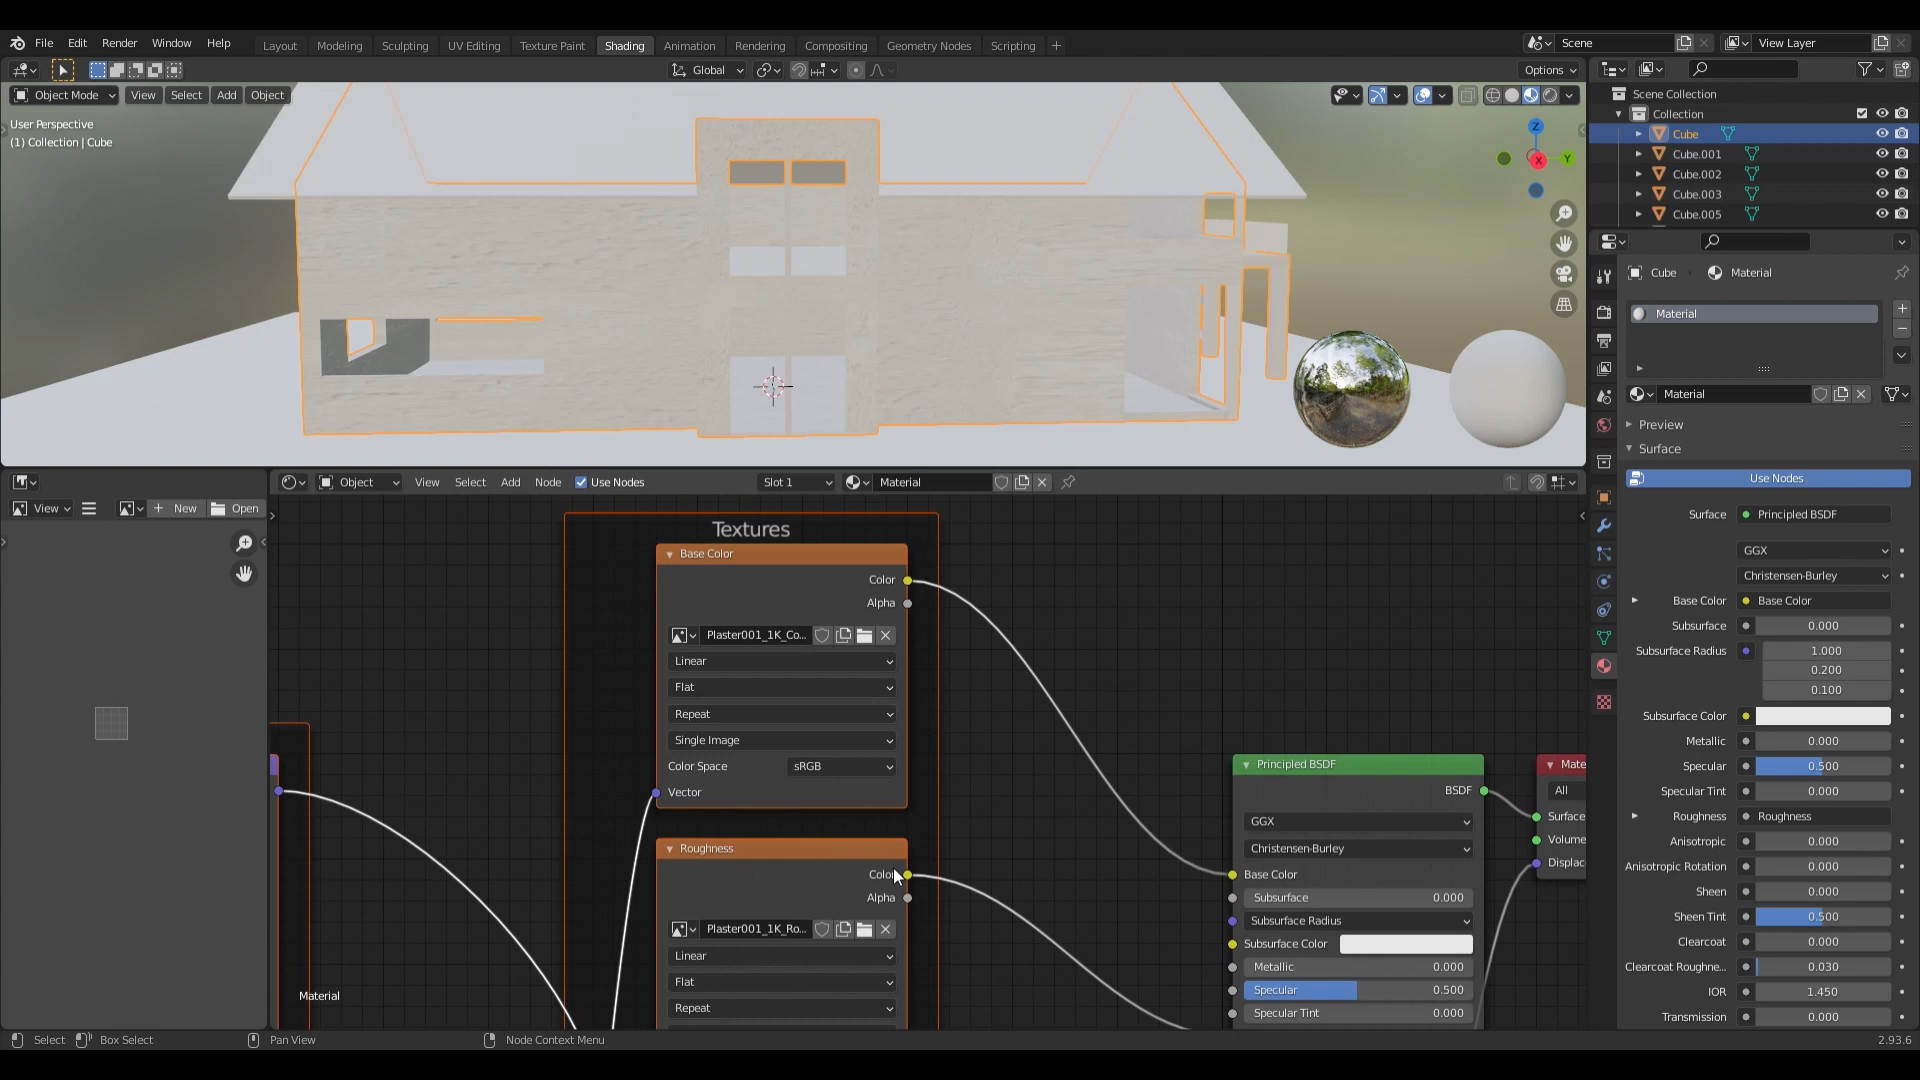 File Edit Render Window Help
Layout Modeling Sculpting UV Editing Texture Paint Shading Animation Rendering Compositing Geometry Nodes Scripting +
Scene View Layer
Global Options
Object Mode View Select Add Object
User Perspective
(1) Collection | Cube
Z
X
Y
Scene Collection
Collection
Cube
Cube.001
Cube.002
Cube.003
Cube.005
Cube Material
Material
Material
Preview
Surface
Use Nodes
Surface Principled BSDF
GGX
Christensen-Burley
Base Color Base Color
Subsurface 0.000
Subsurface Radius 1.000
0.200
0.100
Subsurface Color
Metallic 0.000
Specular 0.500
Specular Tint 0.000
Roughness Roughness
Anisotropic 0.000
Anisotropic Rotation 0.000
Sheen 0.000
Sheen Tint 0.500
Clearcoat 0.000
Clearcoat Roughne... 0.030
IOR 1.450
Transmission 0.000
View New Open
Object View Select Add Node Use Nodes Slot 1 Material
Textures
Base Color
Color
Alpha
Plaster001_1K_Co...
Linear
Flat
Repeat
Single Image
Color Space sRGB
Vector
Roughness
Color
Alpha
Plaster001_1K_Ro...
Linear
Flat
Repeat
Principled BSDF
BSDF
GGX
Christensen-Burley
Base Color
Subsurface 0.000
Subsurface Radius
Subsurface Color
Metallic 0.000
Specular 0.500
Specular Tint 0.000
Mate
All
Surface
Volume
Displac
Material
Select Box Select Pan View Node Context Menu 2.93.6